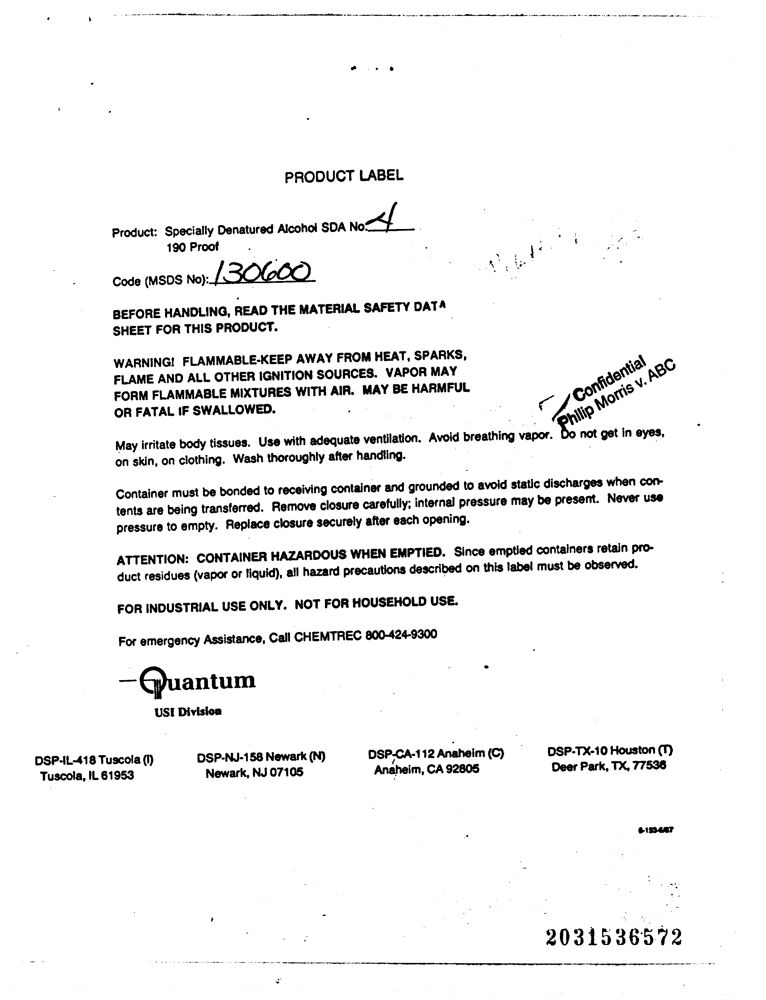 PRODUCT LABEL
Product: Specially Denatured Alcohol SDA No. 4
190 Proof
Code (MSDS No): 130600
BEFORE HANDLING, READ THE MATERIAL SAFETY DATA
SHEET FOR THIS PRODUCT.
WARNING! FLAMMABLE-KEEP AWAY FROM HEAT, SPARKS,
FLAME AND ALL OTHER IGNITION SOURCES. VAPOR MAY
FORM FLAMMABLE MIXTURES WITH AIR. MAY BE HARMFUL
OR FATAL IF SWALLOWED.
Confidential
Philip Morris v. ABC
May irritate body tissues. Use with adequate ventilation. Avoid breathing vapor. Do not get in eyes,
on skin, on clothing. Wash thoroughly after handling.
Container must be bonded to receiving container and grounded to avoid static discharges when con-
tents are being transferred. Remove closure carefully; internal pressure may be present. Never use
pressure to empty. Replace closure securely after each opening.
ATTENTION: CONTAINER HAZARDOUS WHEN EMPTIED. Since emptied containers retain pro-
duct residues (vapor or liquid), all hazard precautions described on this label must be observed.
FOR INDUSTRIAL USE ONLY. NOT FOR HOUSEHOLD USE.
For emergency Assistance, Call CHEMTREC 800-424-9300
Quantum
USI Division
DSP-IL-418 Tuscola (I) DSP-NJ-158 Newark (N) DSP-CA-112 Anaheim (C) DSP-TX-10 Houston (T)
Tuscola, IL 61953 Newark, NJ 07105 Anaheim, CA 92805 Deer Park, TX, 77536
6-193-6/87
2031536572